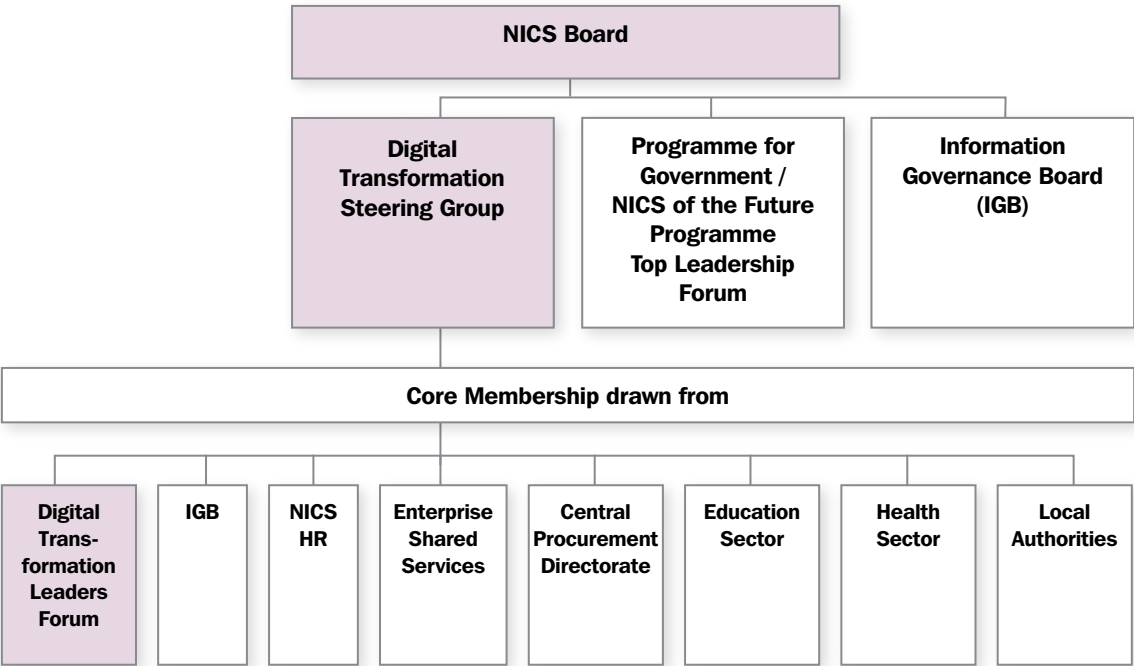 NICS Board
Digital
Transformation
Steering Group
Programme for
Government /
NICS of the Future
Programme
Top Leadership
Forum
Information
Governance Board
(IGB)
Core Membership drawn from
Digital
Trans-
formation
Leaders
Forum
IGB
NICS
HR
Enterprise
Shared
Services
Central
Procurement
Directorate
Education
Sector
Health
Sector
Local
Authorities